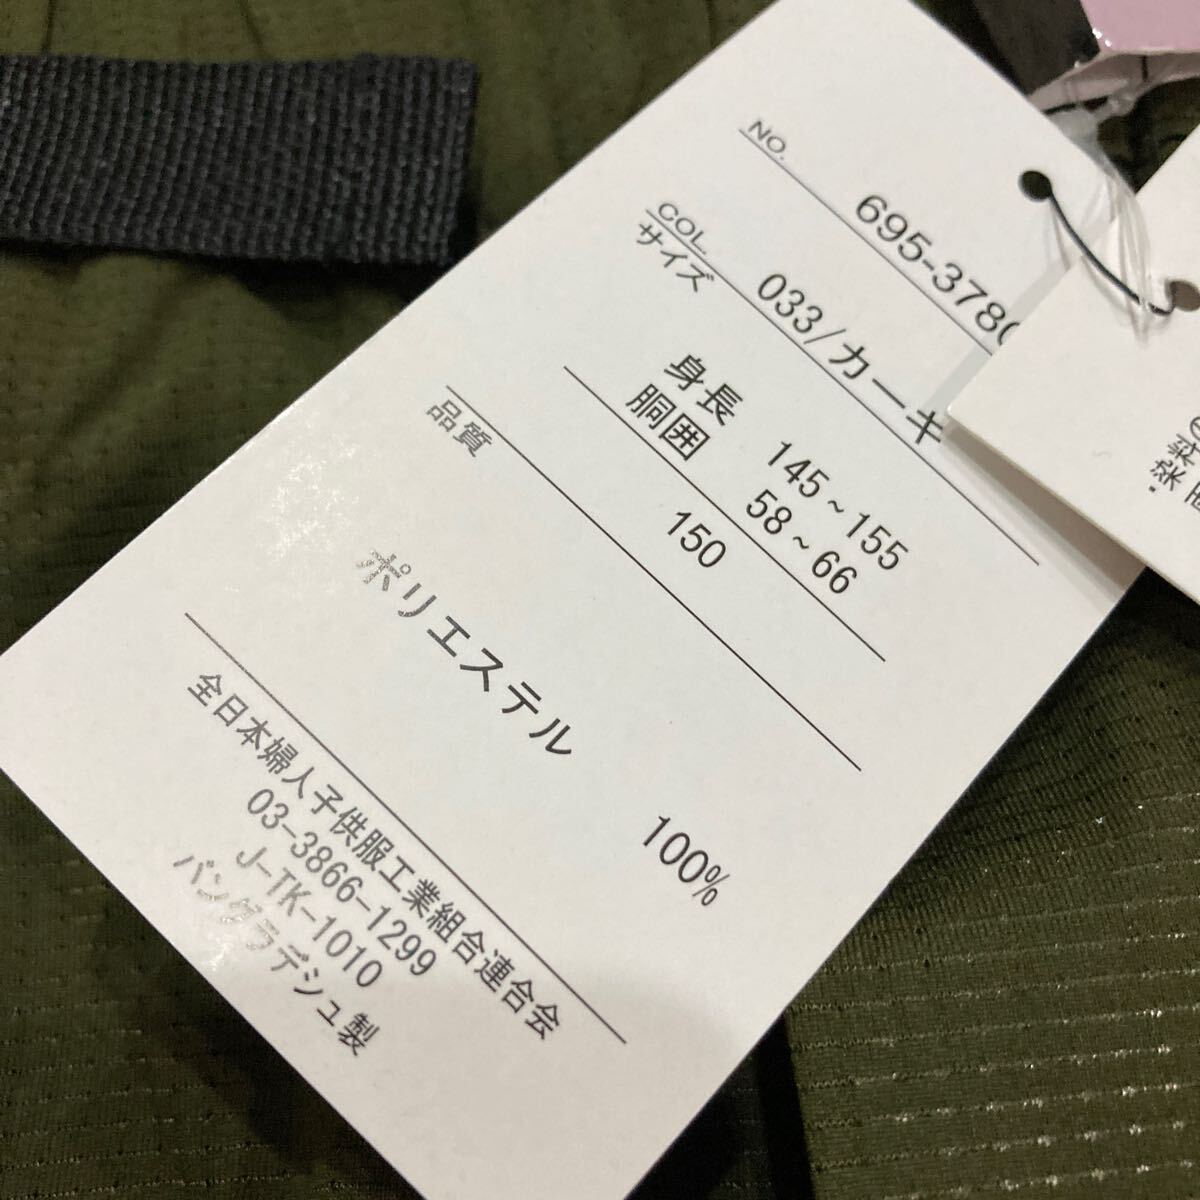 NO.
695-378
COL.
033/カーキ
サイズ
身長 145~155
胴囲 58~66
150
品質
ポリエステル 100%
全日本婦人子供服工業組合連合会
03-3866-1299
J-TK-1010
バングラデシュ製